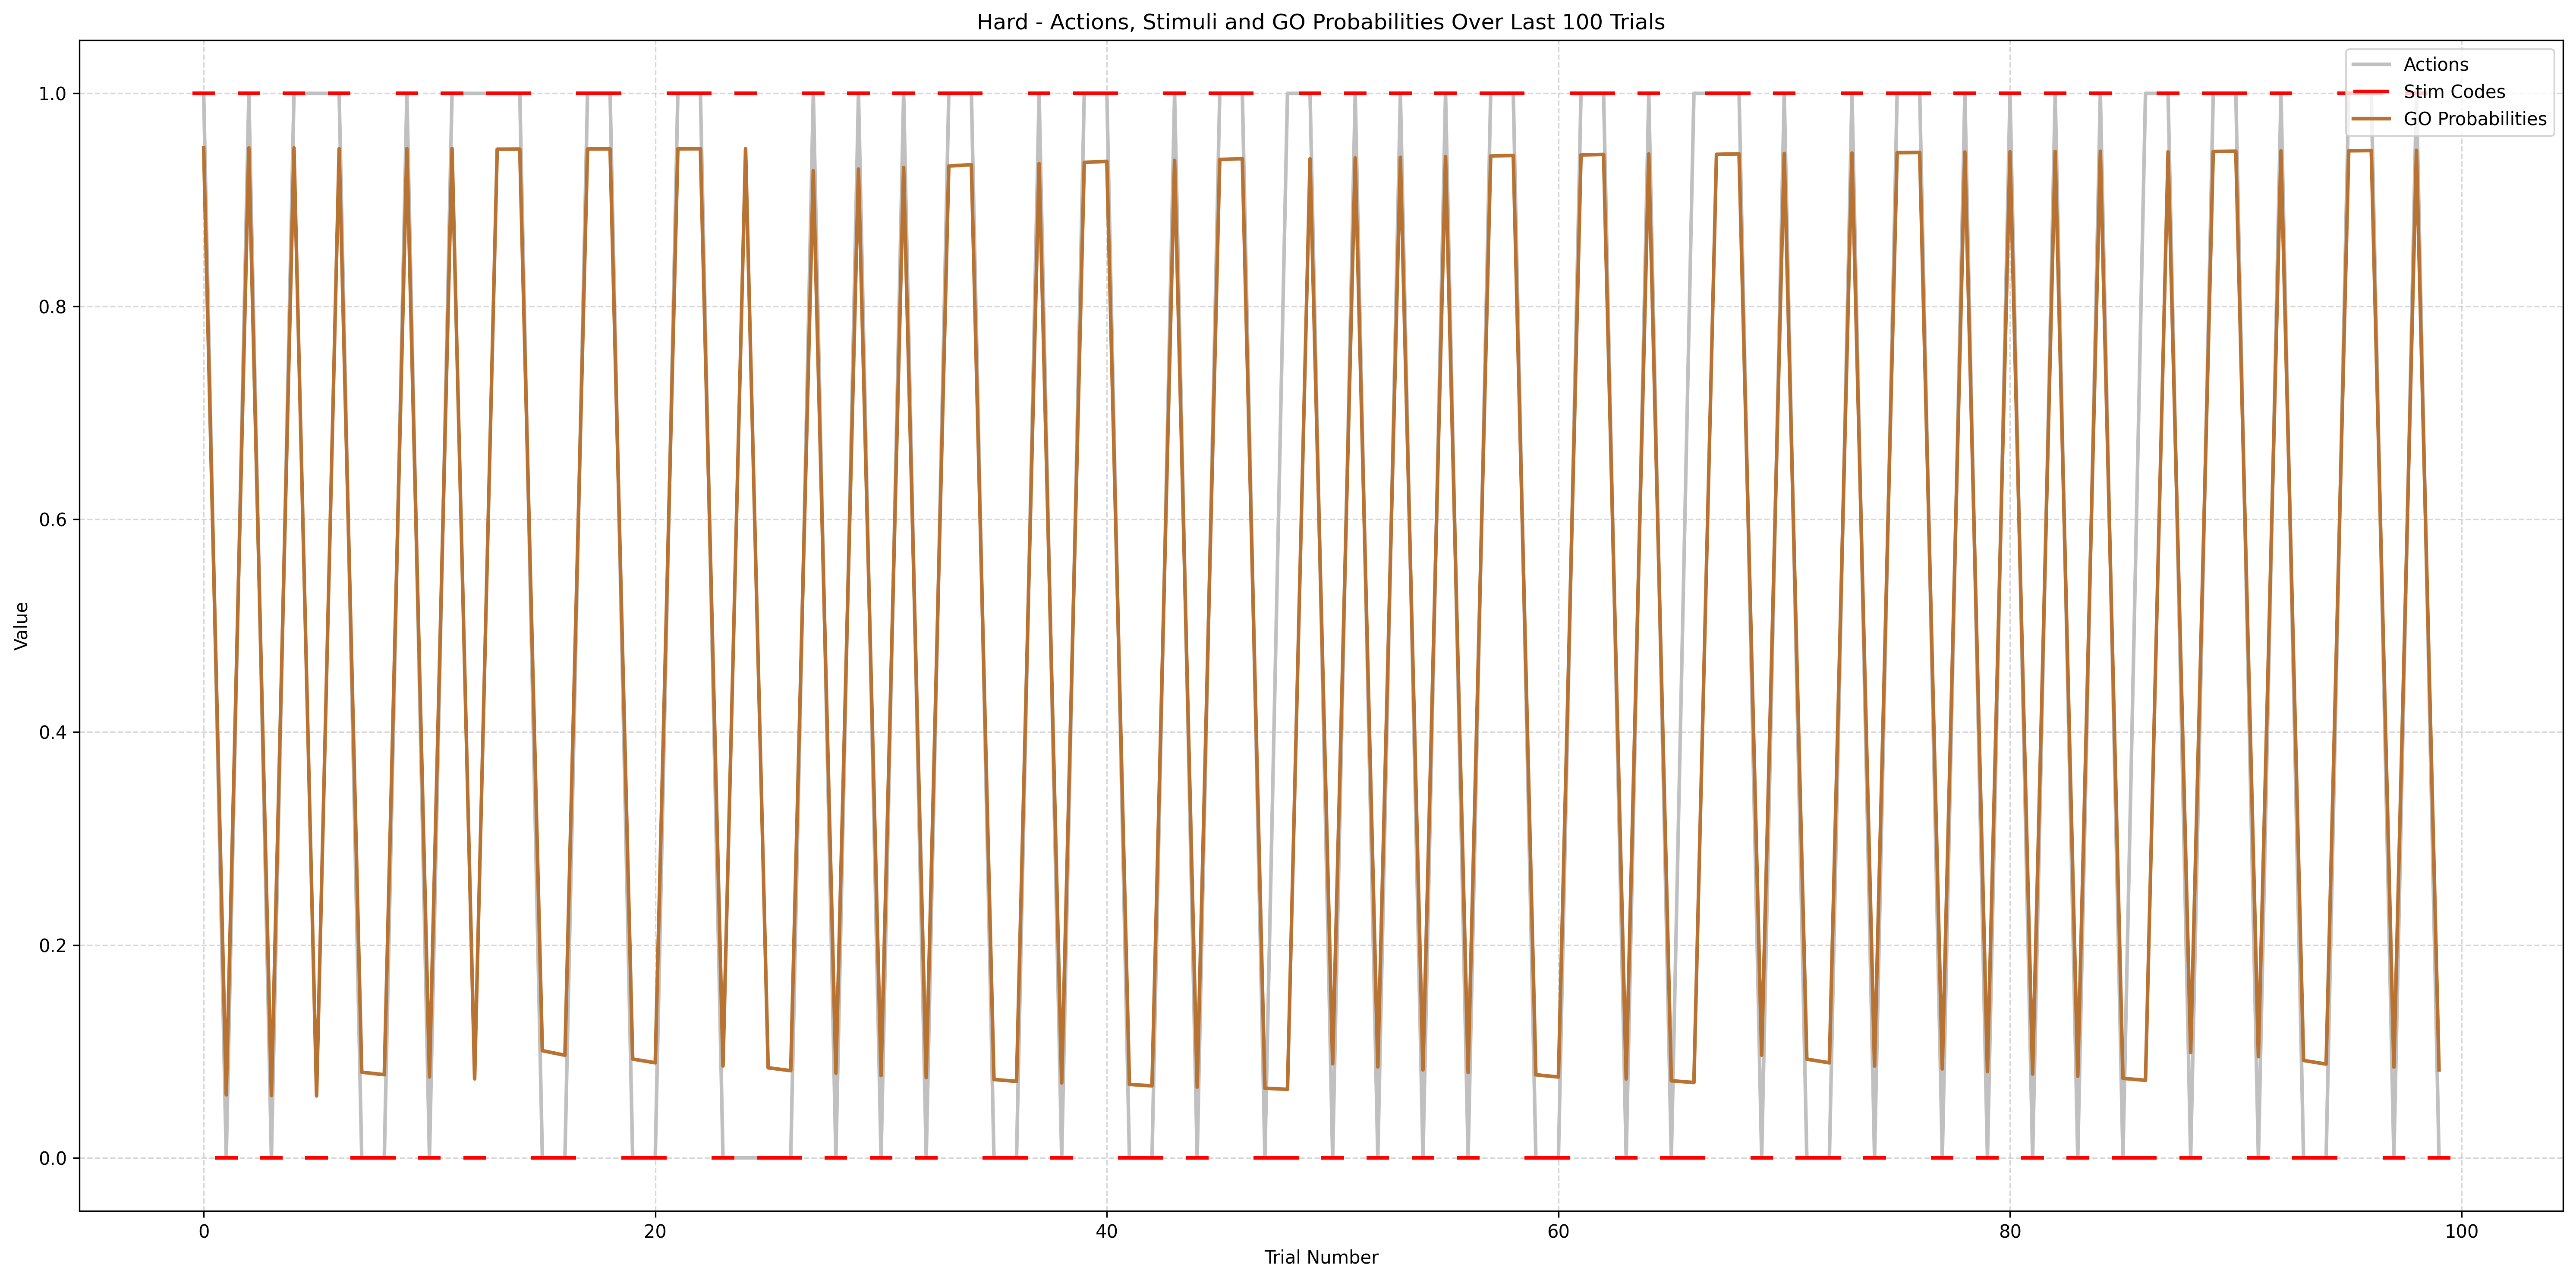 Hard - Actions, Stimuli and GO Probabilities Over Last 100 Trials
Actions
Stim Codes
GO Probabilities
1.0
0.8
0.6
0.4
0.2
0.0
Value
0 20 40 60 80 100
Trial Number